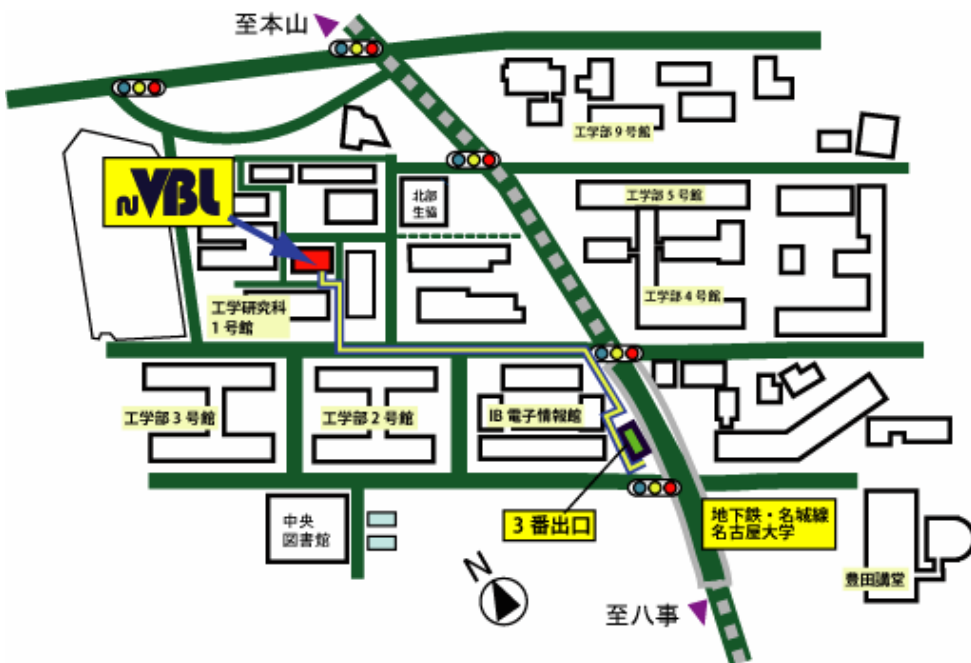 至本山
工学部9号館
NVBL
北部
生協
工学部5号館
工学部4号館
工学研究科
1号館
工学部3号館
工学部2号館
IB電子情報館
中央
図書館
3番出口
地下鉄・名城線
名古屋大学
豊田講堂
N
至八事